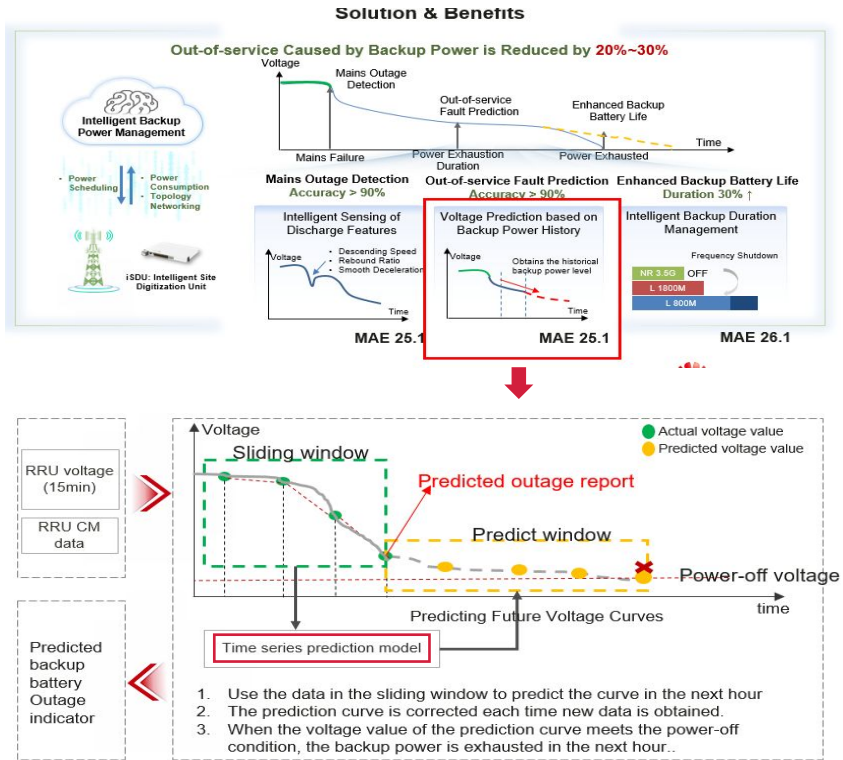 Solution & Benefits
Out-of-service Caused by Backup Power is Reduced by 20%~30%
Voltage
Mains Outage
Detection
Out-of-service
Fault Prediction
Enhanced Backup
Battery Life
Time
Mains Failure
Power Exhaustion
Duration
Power Exhausted
Intelligent Backup
Power Management
• Power
Scheduling
• Power
Consumption
• Topology
Networking
iSDU: Intelligent Site
Digitization Unit
Mains Outage Detection
Accuracy > 90%
Out-of-service Fault Prediction
Accuracy > 90%
Enhanced Backup Battery Life
Duration 30% ↑
Intelligent Sensing of
Discharge Features
Voltage
• Descending Speed
• Rebound Ratio
• Smooth Deceleration
Time
MAE 25.1
Voltage Prediction based on
Backup Power History
Voltage
Obtains the historical
backup power level
Time
MAE 25.1
Intelligent Backup Duration
Management
Frequency Shutdown
NR 3.5G OFF
L 1800M
L 800M
MAE 26.1
RRU voltage
(15min)
RRU CM
data
Predicted
backup
battery
Outage
indicator
Voltage
Actual voltage value
Predicted voltage value
Sliding window
Predicted outage report
Predict window
Power-off voltage
time
Predicting Future Voltage Curves
Time series prediction model
1. Use the data in the sliding window to predict the curve in the next hour
2. The prediction curve is corrected each time new data is obtained.
3. When the voltage value of the prediction curve meets the power-off
condition, the backup power is exhausted in the next hour..